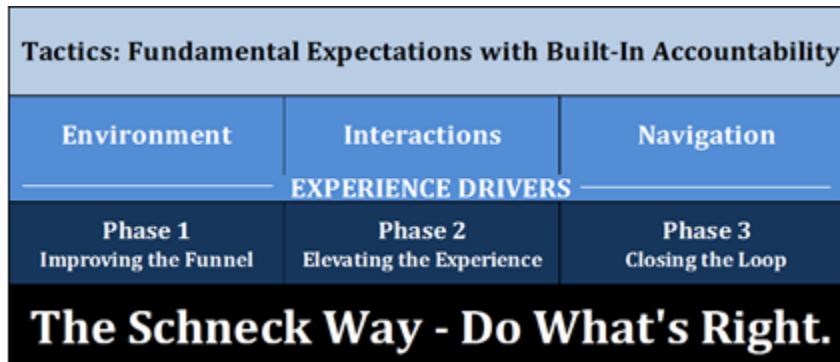 Tactics: Fundamental Expectations with Built-In Accountability
Environment
Interactions
Navigation
EXPERIENCE DRIVERS
Phase 1
Improving the Funnel
Phase 2
Elevating the Experience
Phase 3
Closing the Loop
The Schneck Way - Do What's Right.